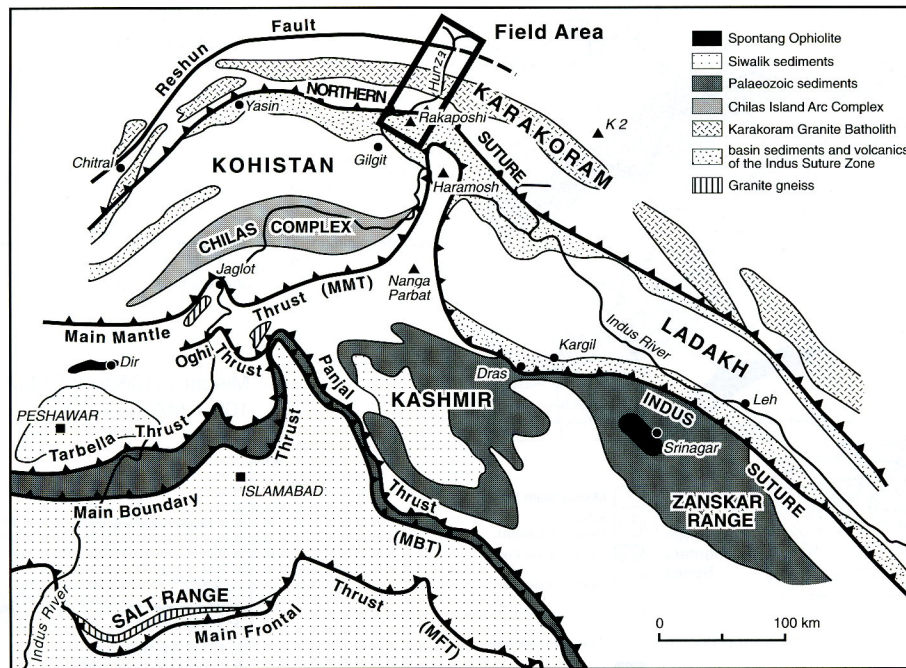 Field Area
Reshun Fault
Hunza
NORTHERN
SUTURE
KARAKORAM
K 2
Yasin
Rakaposhi
Chitral
Gilgit
KOHISTAN
Haramosh
CHILAS COMPLEX
Jaglot
Nanga
Parbat
Main Mantle Thrust (MMT)
Oghi Thrust
Dir
PESHAWAR
Tarbella Thrust
ISLAMABAD
Main Boundary Thrust
Panjal Thrust
(MBT)
KASHMIR
Dras
Kargil
Indus River
LADAKH
Leh
INDUS
SUTURE
Srinagar
ZANSKAR
RANGE
SALT RANGE
Indus River
Main Frontal Thrust
(MFT)
0 100 km
Spontang Ophiolite
Siwalik sediments
Palaeozoic sediments
Chilas Island Arc Complex
Karakoram Granite Batholith
basin sediments and volcanics
of the Indus Suture Zone
Granite gneiss